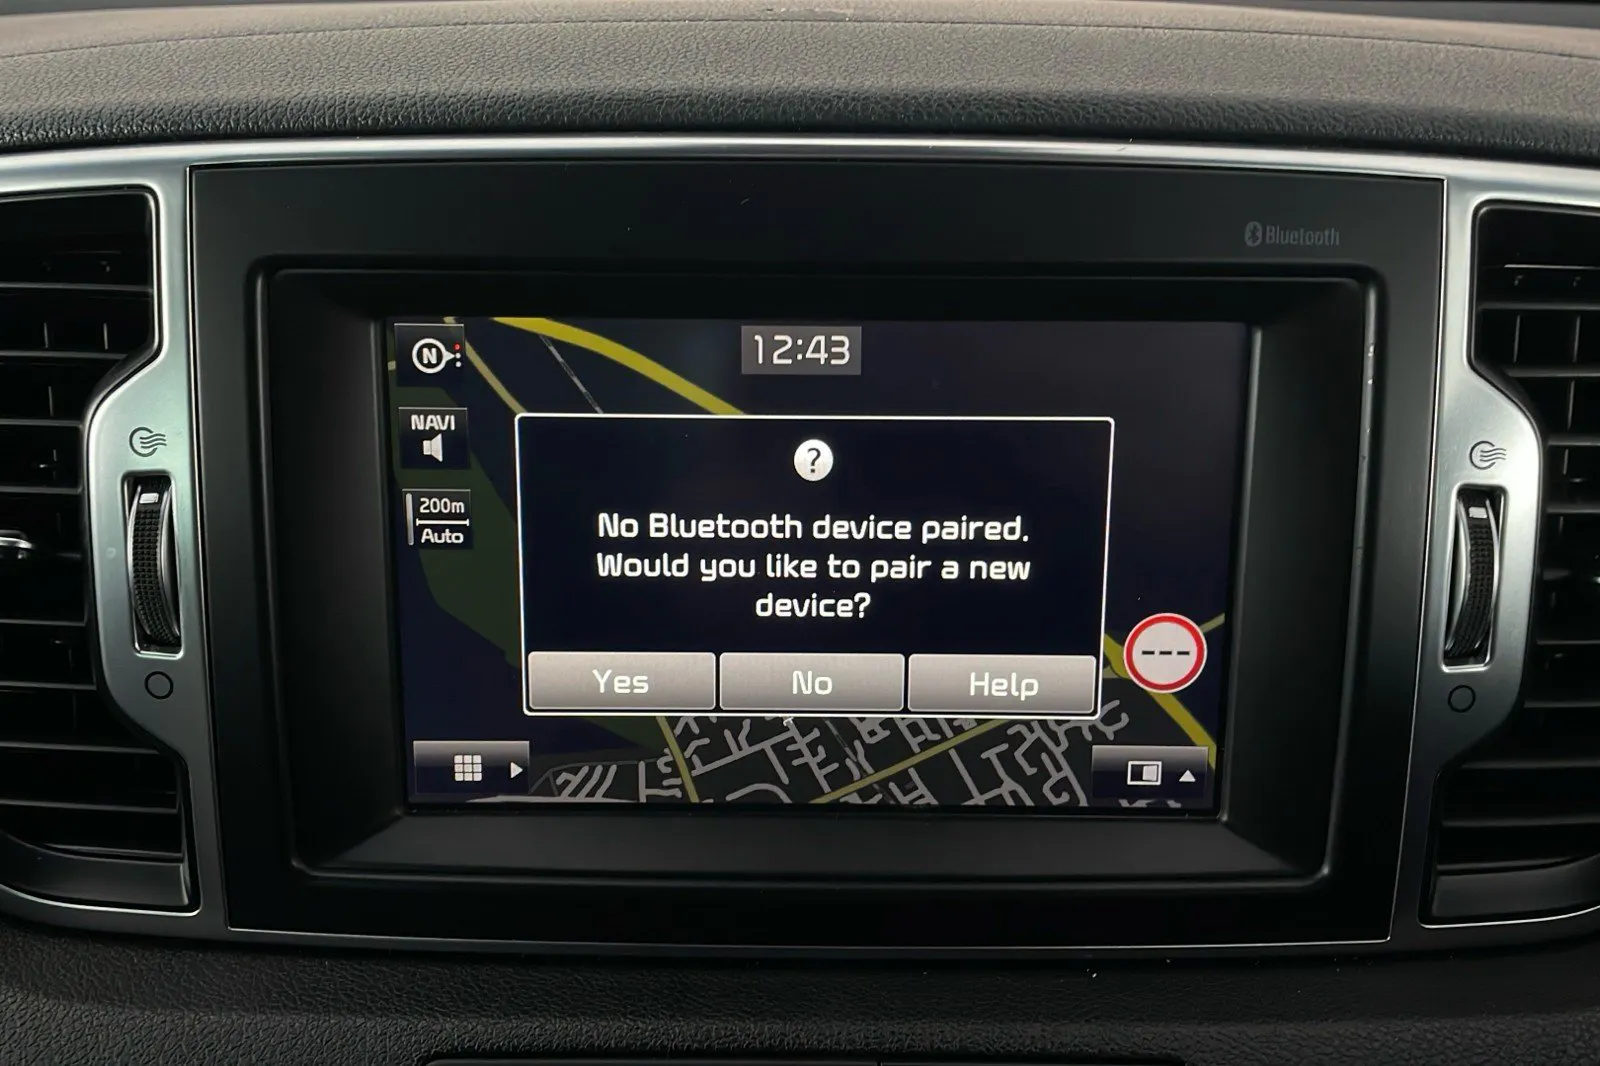 Bluetooth
N
12:43
NAVI
200m
Auto
?
No Bluetooth device paired.
Would you like to pair a new
device?
Yes
No
Help
---